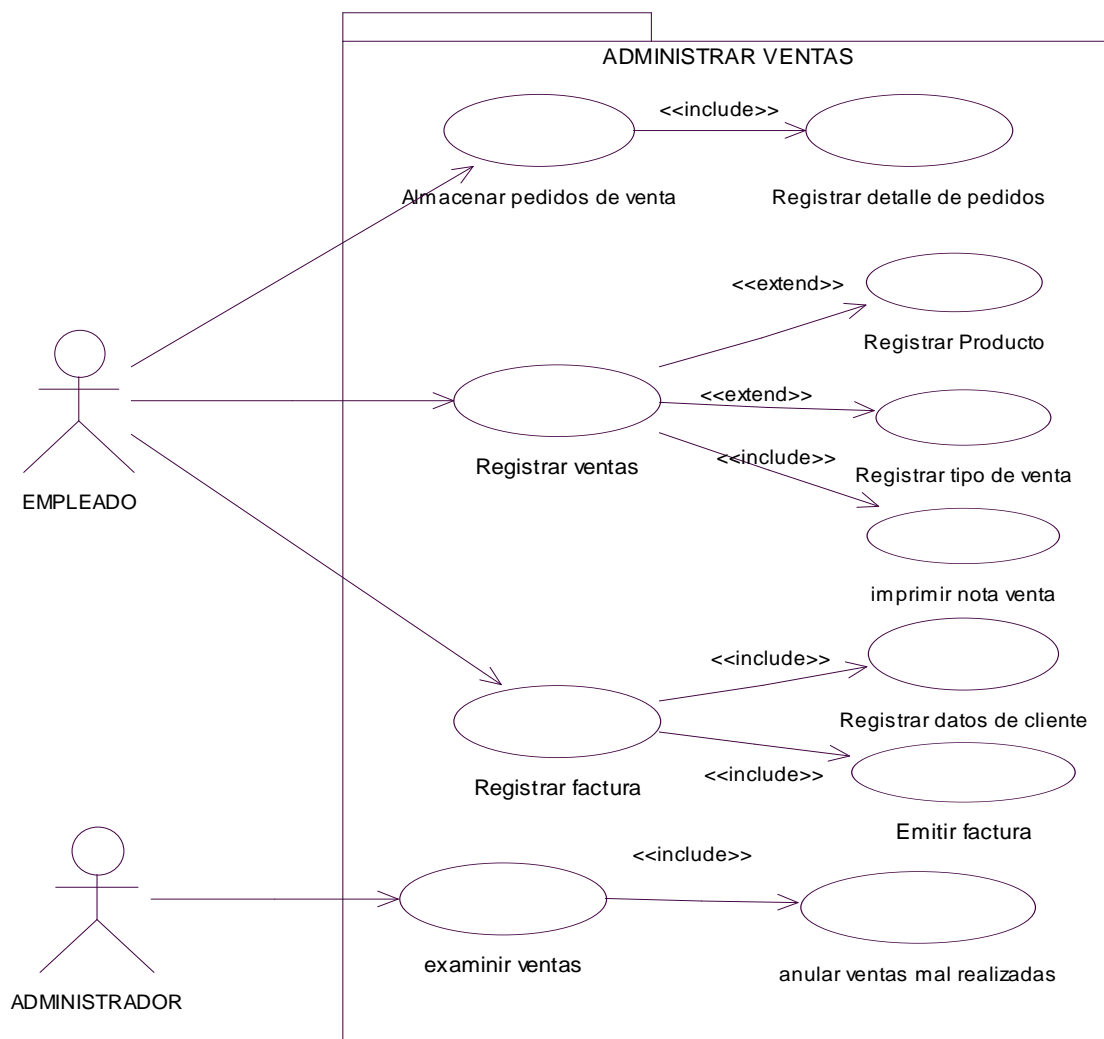 ADMINISTRAR VENTAS
<<include>>
Almacenar pedidos de venta
Registrar detalle de pedidos
<<extend>>
Registrar Producto
<<extend>>
Registrar ventas
<<include>>
Registrar tipo de venta
EMPLEADO
imprimir nota venta
<<include>>
Registrar datos de cliente
<<include>>
Registrar factura
Emitir factura
<<include>>
examinir ventas
anular ventas mal realizadas
ADMINISTRADOR